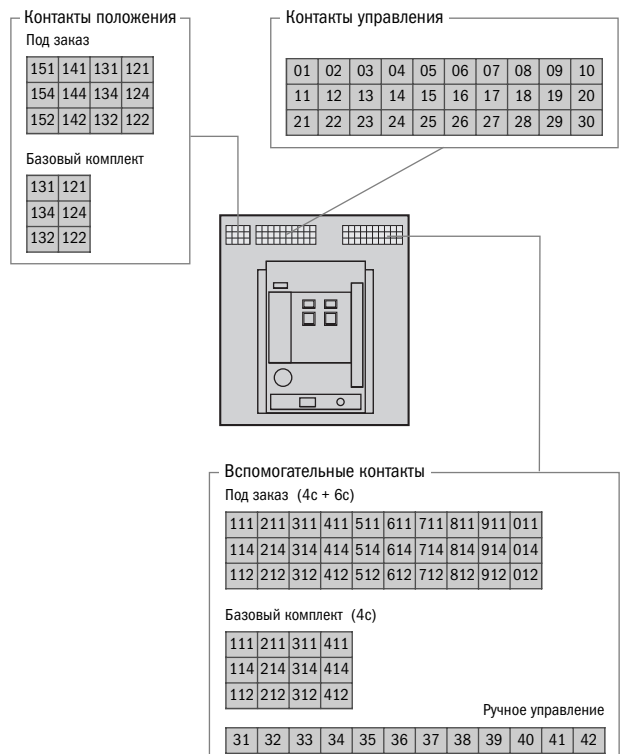 Контакты положения
Под заказ
151 141 131 121
154 144 134 124
152 142 132 122
Базовый комплект
131 121
134 124
132 122
Контакты управления
01 02 03 04 05 06 07 08 09 10
11 12 13 14 15 16 17 18 19 20
21 22 23 24 25 26 27 28 29 30
Вспомогательные контакты
Под заказ (4c + 6c)
111 211 311 411 511 611 711 811 911 011
114 214 314 414 514 614 714 814 914 014
112 212 312 412 512 612 712 812 912 012
Базовый комплект (4c)
111 211 311 411
114 214 314 414
112 212 312 412
Ручное управление
31 32 33 34 35 36 37 38 39 40 41 42